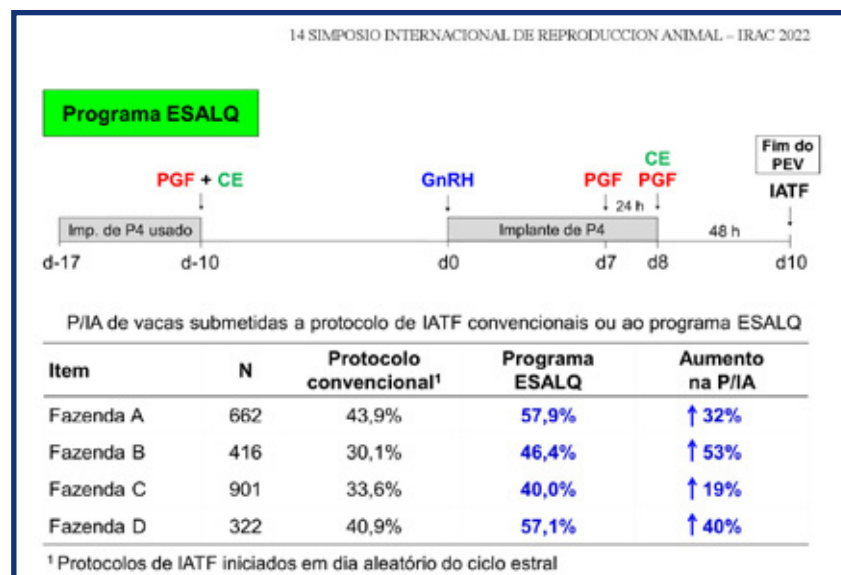 14 SIMPOSIO INTERNACIONAL DE REPRODUCCION ANIMAL – IRAC 2022
Programa ESALQ
Fim do
PEV
CE
PGF + CE GnRH PGF PGF IATF
24 h
Imp. de P4 usado Implante de P4 48 h
d-17 d-10 d0 d7 d8 d10
P/IA de vacas submetidas a protocolo de IATF convencionais ou ao programa ESALQ
Item N Protocolo convencional¹ Programa ESALQ Aumento na P/IA
Fazenda A 662 43,9% 57,9% ↑ 32%
Fazenda B 416 30,1% 46,4% ↑ 53%
Fazenda C 901 33,6% 40,0% ↑ 19%
Fazenda D 322 40,9% 57,1% ↑ 40%
¹ Protocolos de IATF iniciados em dia aleatório do ciclo estral